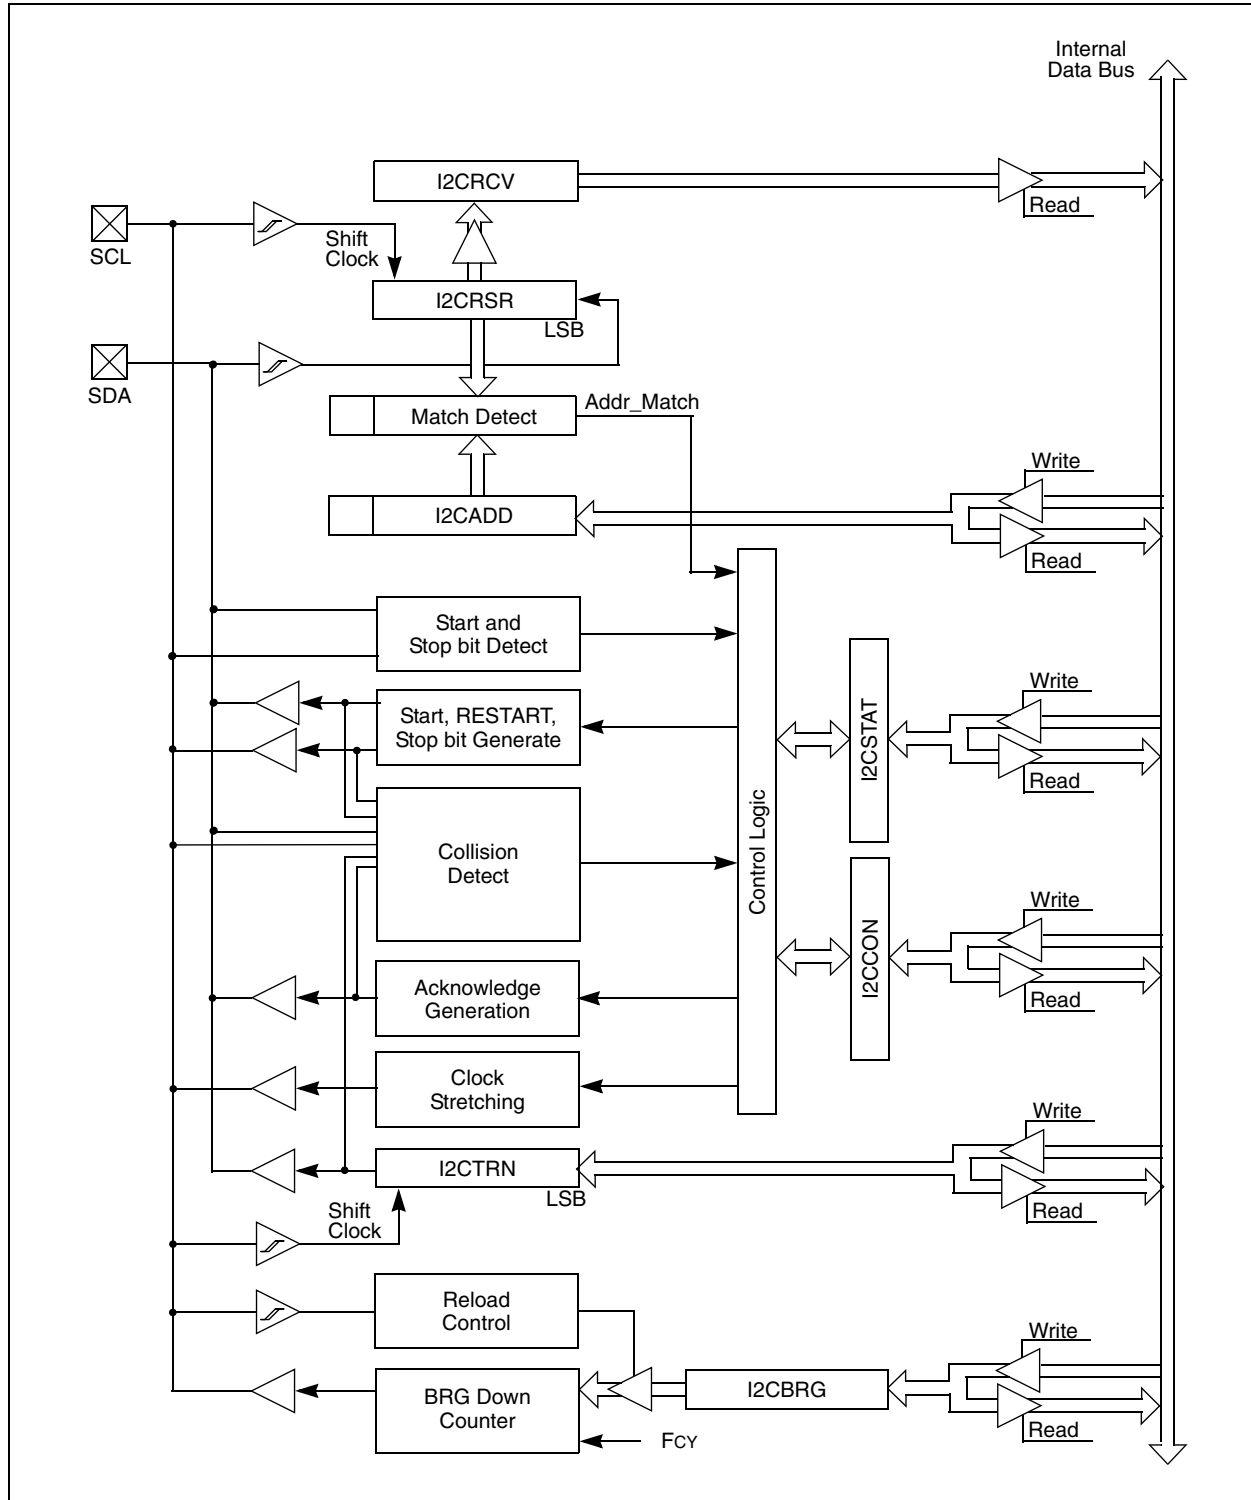 Internal
Data Bus
I2CRCV
Read
SCL
Shift
Clock
I2CRSR
LSB
SDA
Match Detect
Addr_Match
Write
I2CADD
Read
Start and
Stop bit Detect
Write
Start, RESTART,
Stop bit Generate
I2CSTAT
Read
Control Logic
Collision
Detect
Write
I2CCON
Acknowledge
Generation
Read
Clock
Stretching
Write
I2CTRN
LSB
Read
Shift
Clock
Reload
Control
Write
I2CBRG
BRG Down
Counter
Read
FCY